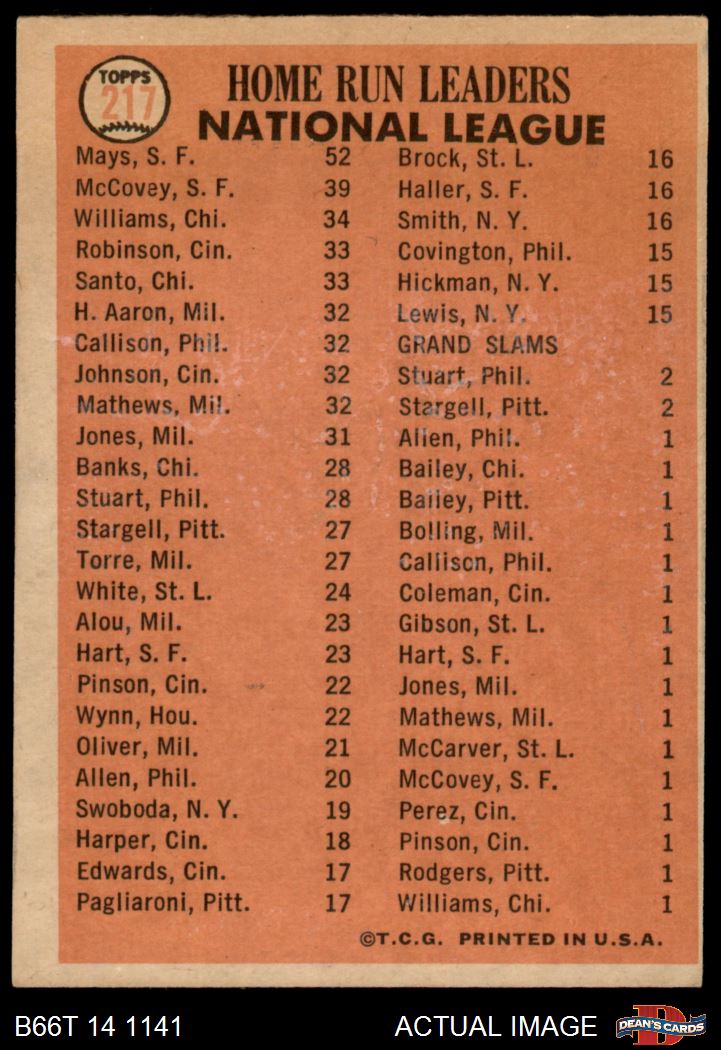 TOPPS
217
HOME RUN LEADERS
NATIONAL LEAGUE
Mays, S. F. 52
McCovey, S. F. 39
Williams, Chi. 34
Robinson, Cin. 33
Santo, Chi. 33
H. Aaron, Mil. 32
Callison, Phil. 32
Johnson, Cin. 32
Mathews, Mil. 32
Jones, Mil. 31
Banks, Chi. 28
Stuart, Phil. 28
Stargell, Pitt. 27
Torre, Mil. 27
White, St. L. 24
Alou, Mil. 23
Hart, S. F. 23
Pinson, Cin. 22
Wynn, Hou. 22
Oliver, Mil. 21
Allen, Phil. 20
Swoboda, N. Y. 19
Harper, Cin. 18
Edwards, Cin. 17
Pagliaroni, Pitt. 17
Brock, St. L. 16
Haller, S. F. 16
Smith, N. Y. 16
Covington, Phil. 15
Hickman, N. Y. 15
Lewis, N. Y. 15
GRAND SLAMS
Stuart, Phil. 2
Stargell, Pitt. 2
Allen, Phil. 1
Bailey, Chi. 1
Bailey, Pitt. 1
Bolling, Mil. 1
Callison, Phil. 1
Coleman, Cin. 1
Gibson, St. L. 1
Hart, S. F. 1
Jones, Mil. 1
Mathews, Mil. 1
McCarver, St. L. 1
McCovey, S. F. 1
Perez, Cin. 1
Pinson, Cin. 1
Rodgers, Pitt. 1
Williams, Chi. 1
©T.C.G. PRINTED IN U.S.A.
B66T 14 1141
ACTUAL IMAGE
D
DEAN'S CARDS